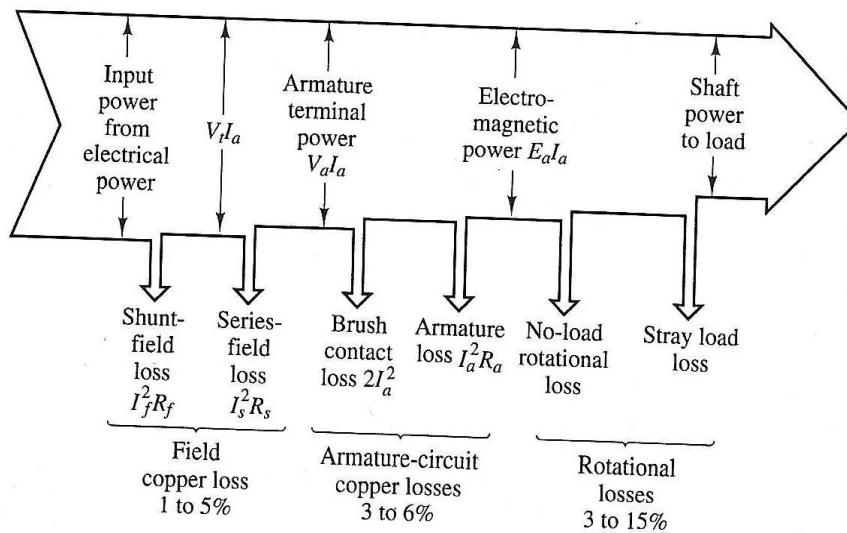 Input
power
from
electrical
power
V_tI_a
Armature
terminal
power
V_aI_a
Electro-
magnetic
power E_aI_a
Shaft
power
to load
Shunt-
field
loss
I_f^2R_f
Series-
field
loss
I_s^2R_s
Brush
contact
loss 2I_a^2
Armature
loss I_a^2R_a
No-load
rotational
loss
Stray load
loss
Field
copper loss
1 to 5%
Armature-circuit
copper losses
3 to 6%
Rotational
losses
3 to 15%